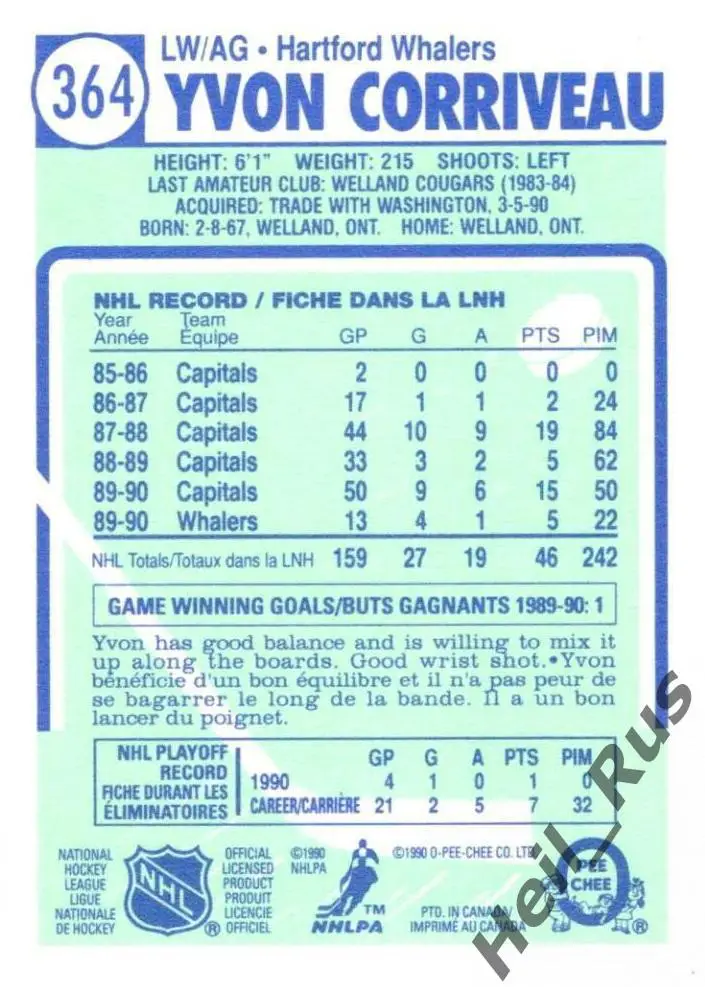 364
LW/AG • Hartford Whalers
YVON CORRIVEAU
HEIGHT: 6'1" WEIGHT: 215 SHOOTS: LEFT
LAST AMATEUR CLUB: WELLAND COUGARS (1983-84)
ACQUIRED: TRADE WITH WASHINGTON, 3-5-90
BORN: 2-8-67, WELLAND, ONT. HOME: WELLAND, ONT.
NHL RECORD / FICHE DANS LA LNH
Year Team
Année Équipe GP G A PTS PIM
85-86 Capitals 2 0 0 0 0
86-87 Capitals 17 1 1 2 24
87-88 Capitals 44 10 9 19 84
88-89 Capitals 33 3 2 5 62
89-90 Capitals 50 9 6 15 50
89-90 Whalers 13 4 1 5 22
NHL Totals/Totaux dans la LNH 159 27 19 46 242
GAME WINNING GOALS/BUTS GAGNANTS 1989-90: 1
Yvon has good balance and is willing to mix it
up along the boards. Good wrist shot.•Yvon
bénéficie d'un bon équilibre et il n'a pas peur de
se bagarrer le long de la bande. Il a un bon
lancer du poignet.
NHL PLAYOFF
RECORD
FICHE DURANT LES
ÉLIMINATOIRES
GP G A PTS PIM
1990 4 1 0 1 0
CAREER/CARRIÈRE 21 2 5 7 32
NATIONAL
HOCKEY
LEAGUE
LIGUE
NATIONALE
DE HOCKEY
NHL
®
OFFICIAL
LICENSED
PRODUCT
PRODUIT
LICENCIE
OFFICIEL
©1990
NHLPA
TM
NHLPA
©1990 O-PEE-CHEE CO. LTD.
PTD. IN CANADA/
IMPRIMÉ AU CANADA
O
PEE
CHEE
®
Heil_Rus